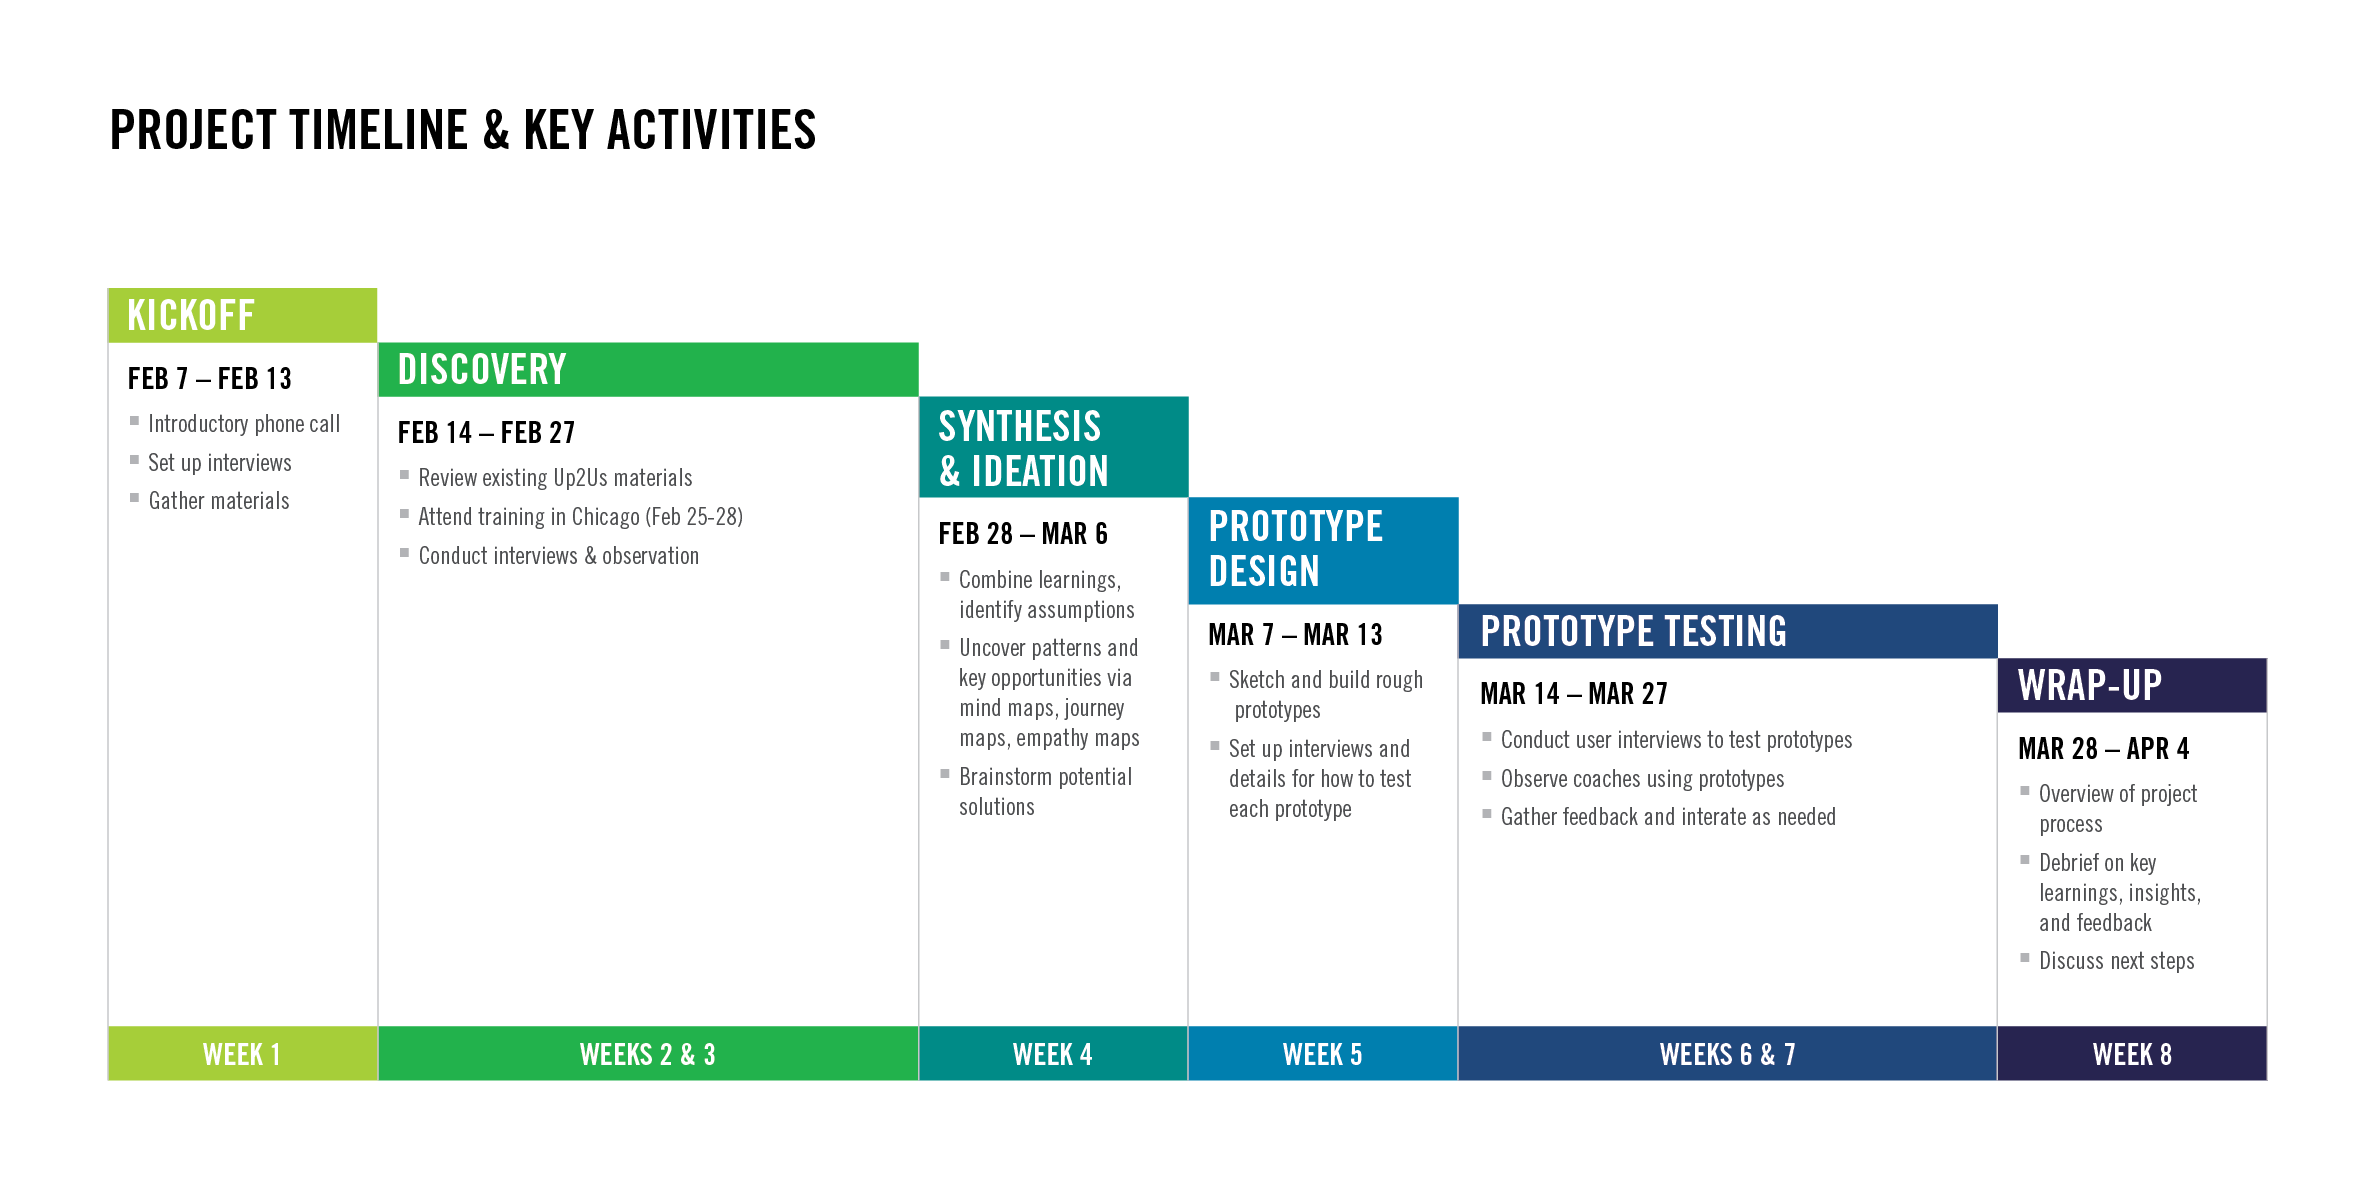 PROJECT TIMELINE & KEY ACTIVITIES
KICKOFF
FEB 7 – FEB 13
Introductory phone call
Set up interviews
Gather materials
WEEK 1
DISCOVERY
FEB 14 – FEB 27
Review existing Up2Us materials
Attend training in Chicago (Feb 25-28)
Conduct interviews & observation
WEEKS 2 & 3
SYNTHESIS
& IDEATION
FEB 28 – MAR 6
Combine learnings,
identify assumptions
Uncover patterns and
key opportunities via
mind maps, journey
maps, empathy maps
Brainstorm potential
solutions
WEEK 4
PROTOTYPE
DESIGN
MAR 7 – MAR 13
Sketch and build rough
prototypes
Set up interviews and
details for how to test
each prototype
WEEK 5
PROTOTYPE TESTING
MAR 14 – MAR 27
Conduct user interviews to test prototypes
Observe coaches using prototypes
Gather feedback and interate as needed
WEEKS 6 & 7
WRAP-UP
MAR 28 – APR 4
Overview of project
process
Debrief on key
learnings, insights,
and feedback
Discuss next steps
WEEK 8